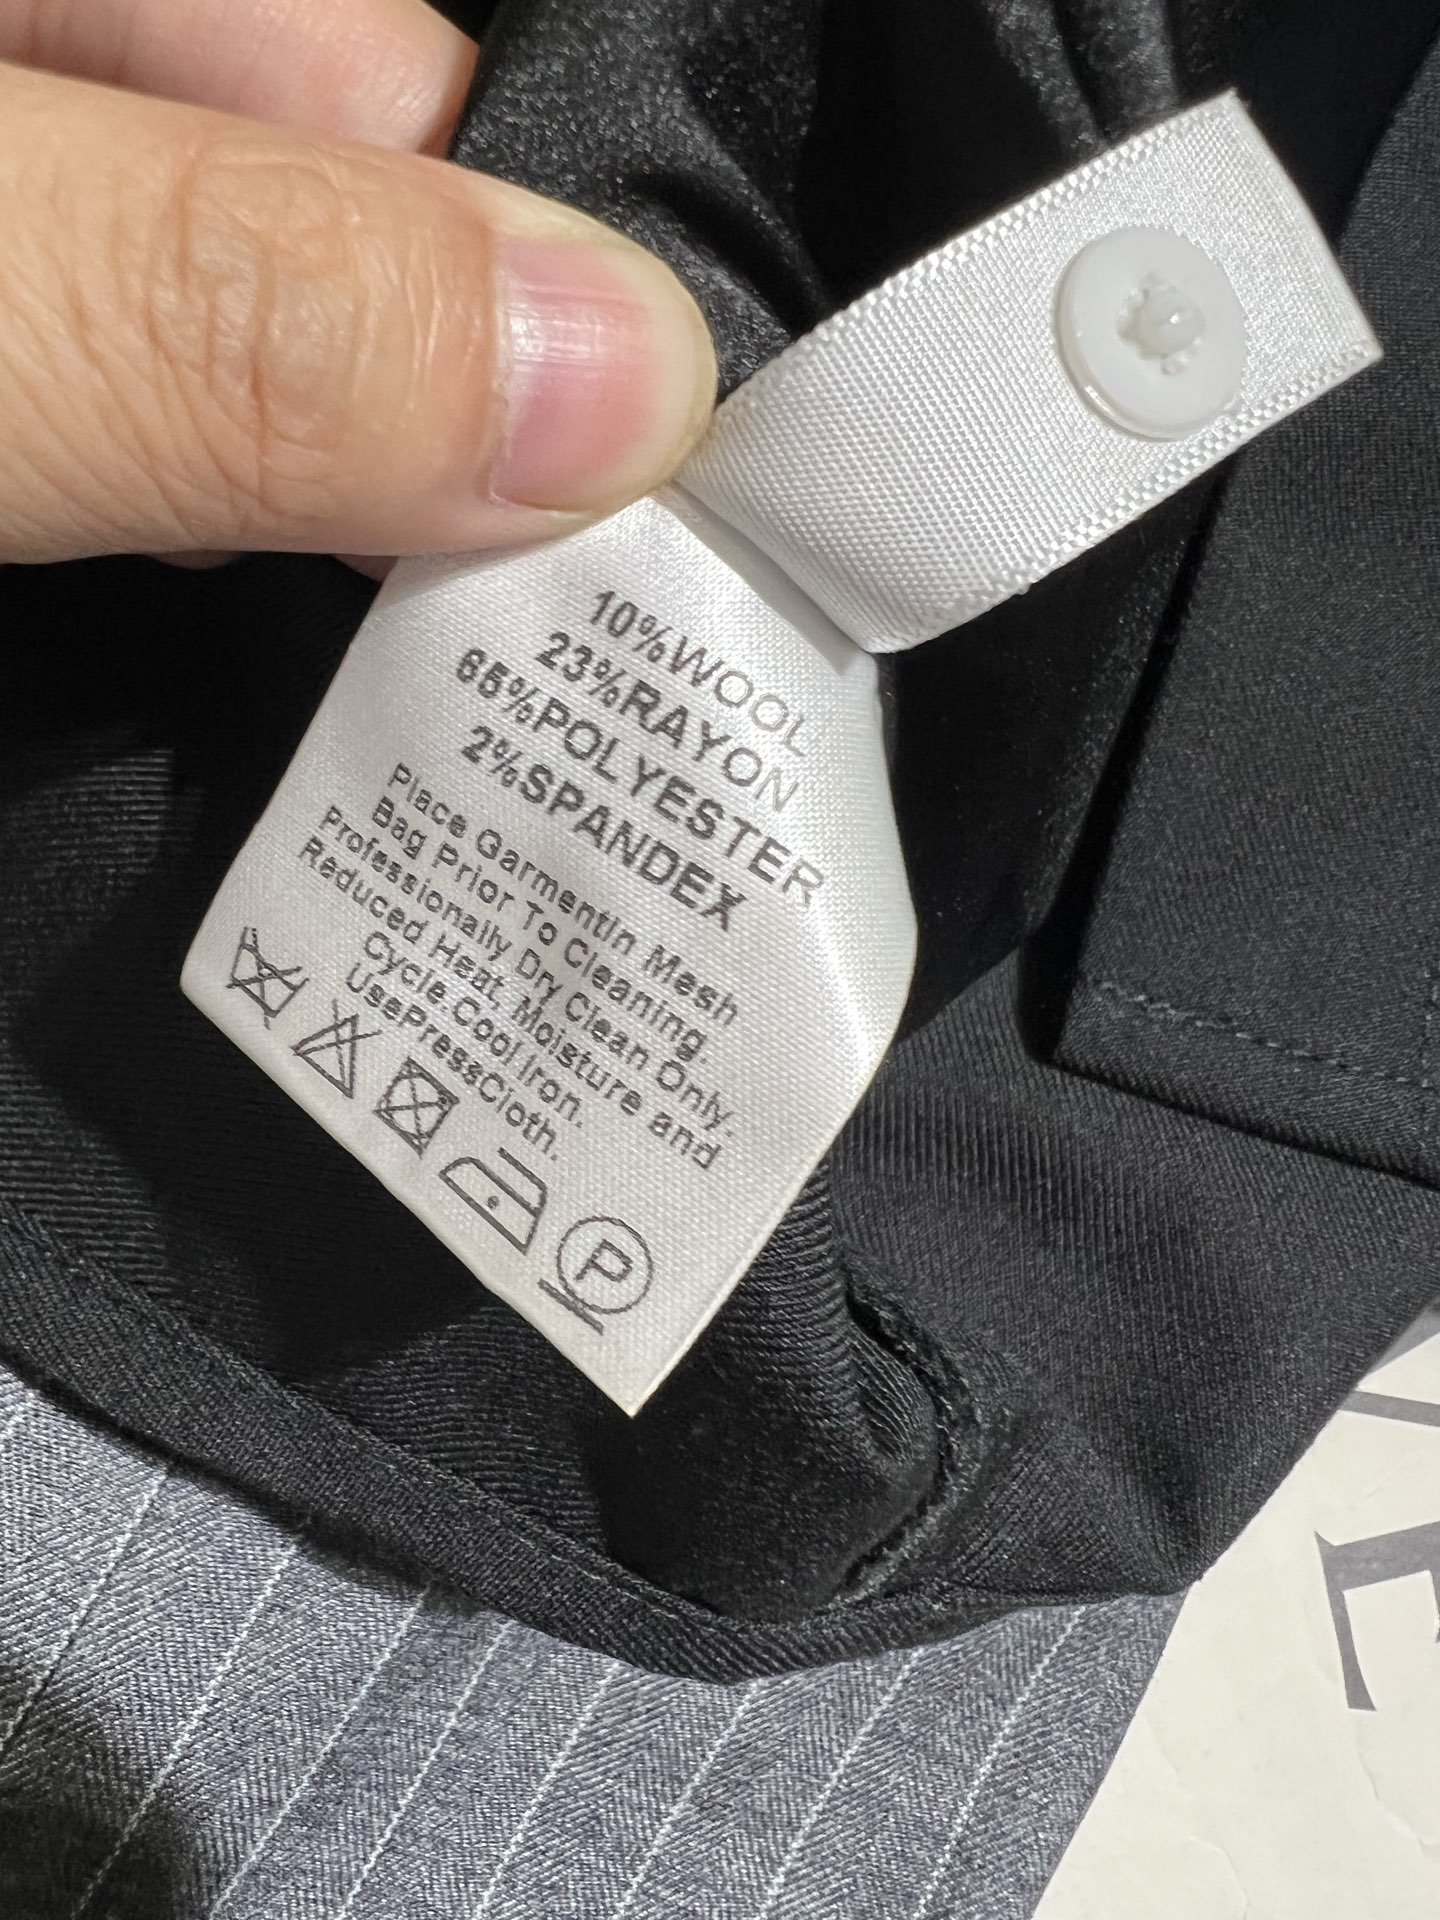 10%WOOL
23%RAYON
65%POLYESTER
2%SPANDEX
Place Garmentin Mesh
Bag Prior To Cleaning.
Professionally Dry Clean Only.
Reduced Heat, Moisture and
Cycle.Cool Iron.
UsePressCloth.
P
E